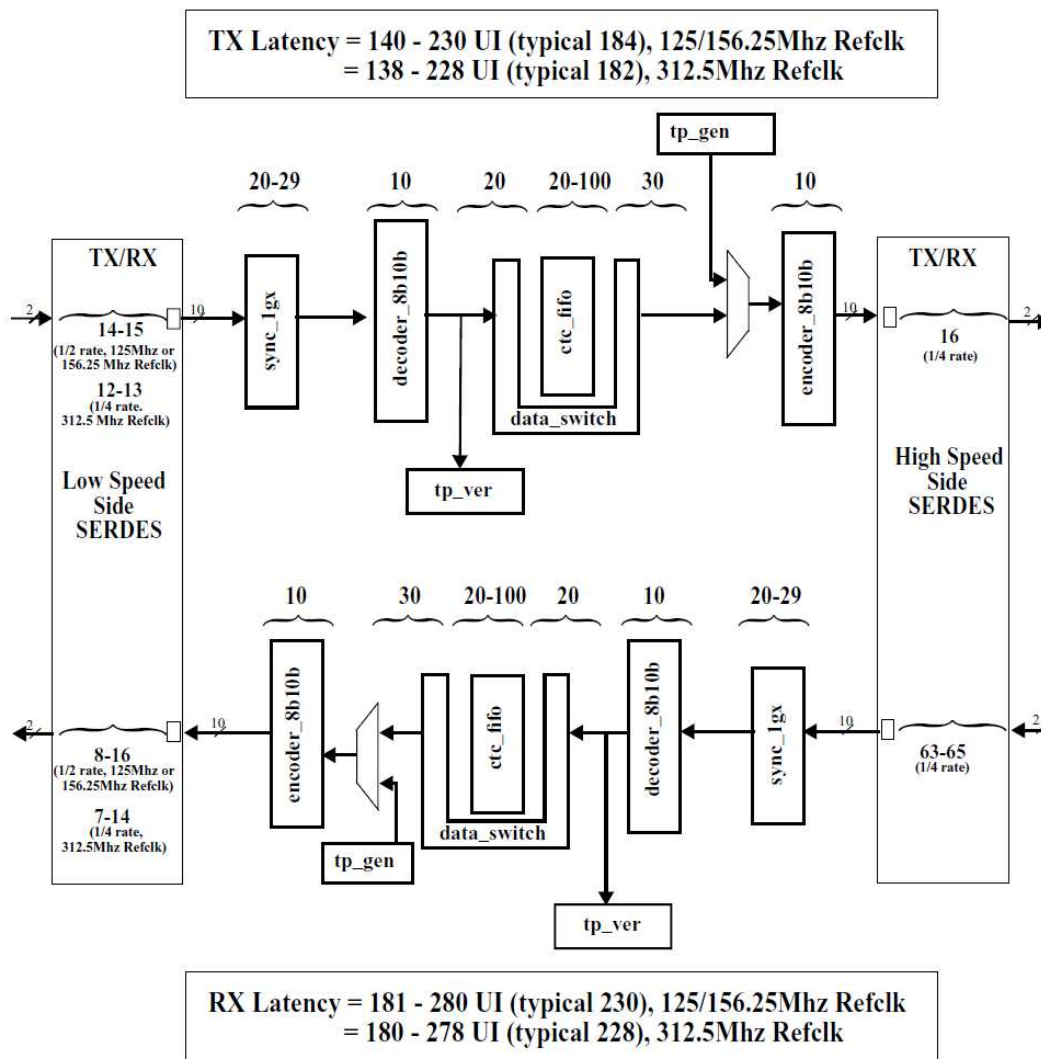 TX Latency = 140 - 230 UI (typical 184), 125/156.25Mhz Refclk
= 138 - 228 UI (typical 182), 312.5Mhz Refclk
tp_gen
20-29 10 20 20-100 30 10
TX/RX
2
14-15
(1/2 rate, 125Mhz or
156.25 Mhz Refclk)
12-13
(1/4 rate.
312.5 Mhz Refclk)
Low Speed
Side
SERDES
10
sync_1gx
decoder_8b10b
ctc_fifo
data_switch
tp_ver
encoder_8b10b
10
TX/RX
16
(1/4 rate)
2
High Speed
Side
SERDES
10 30 20-100 20 10 20-29
2
8-16
(1/2 rate, 125Mhz or
156.25Mhz Refclk)
7-14
(1/4 rate,
312.5Mhz Refclk)
10
encoder_8b10b
tp_gen
ctc_fifo
data_switch
decoder_8b10b
tp_ver
sync_1gx
10
63-65
(1/4 rate)
2
RX Latency = 181 - 280 UI (typical 230), 125/156.25Mhz Refclk
= 180 - 278 UI (typical 228), 312.5Mhz Refclk